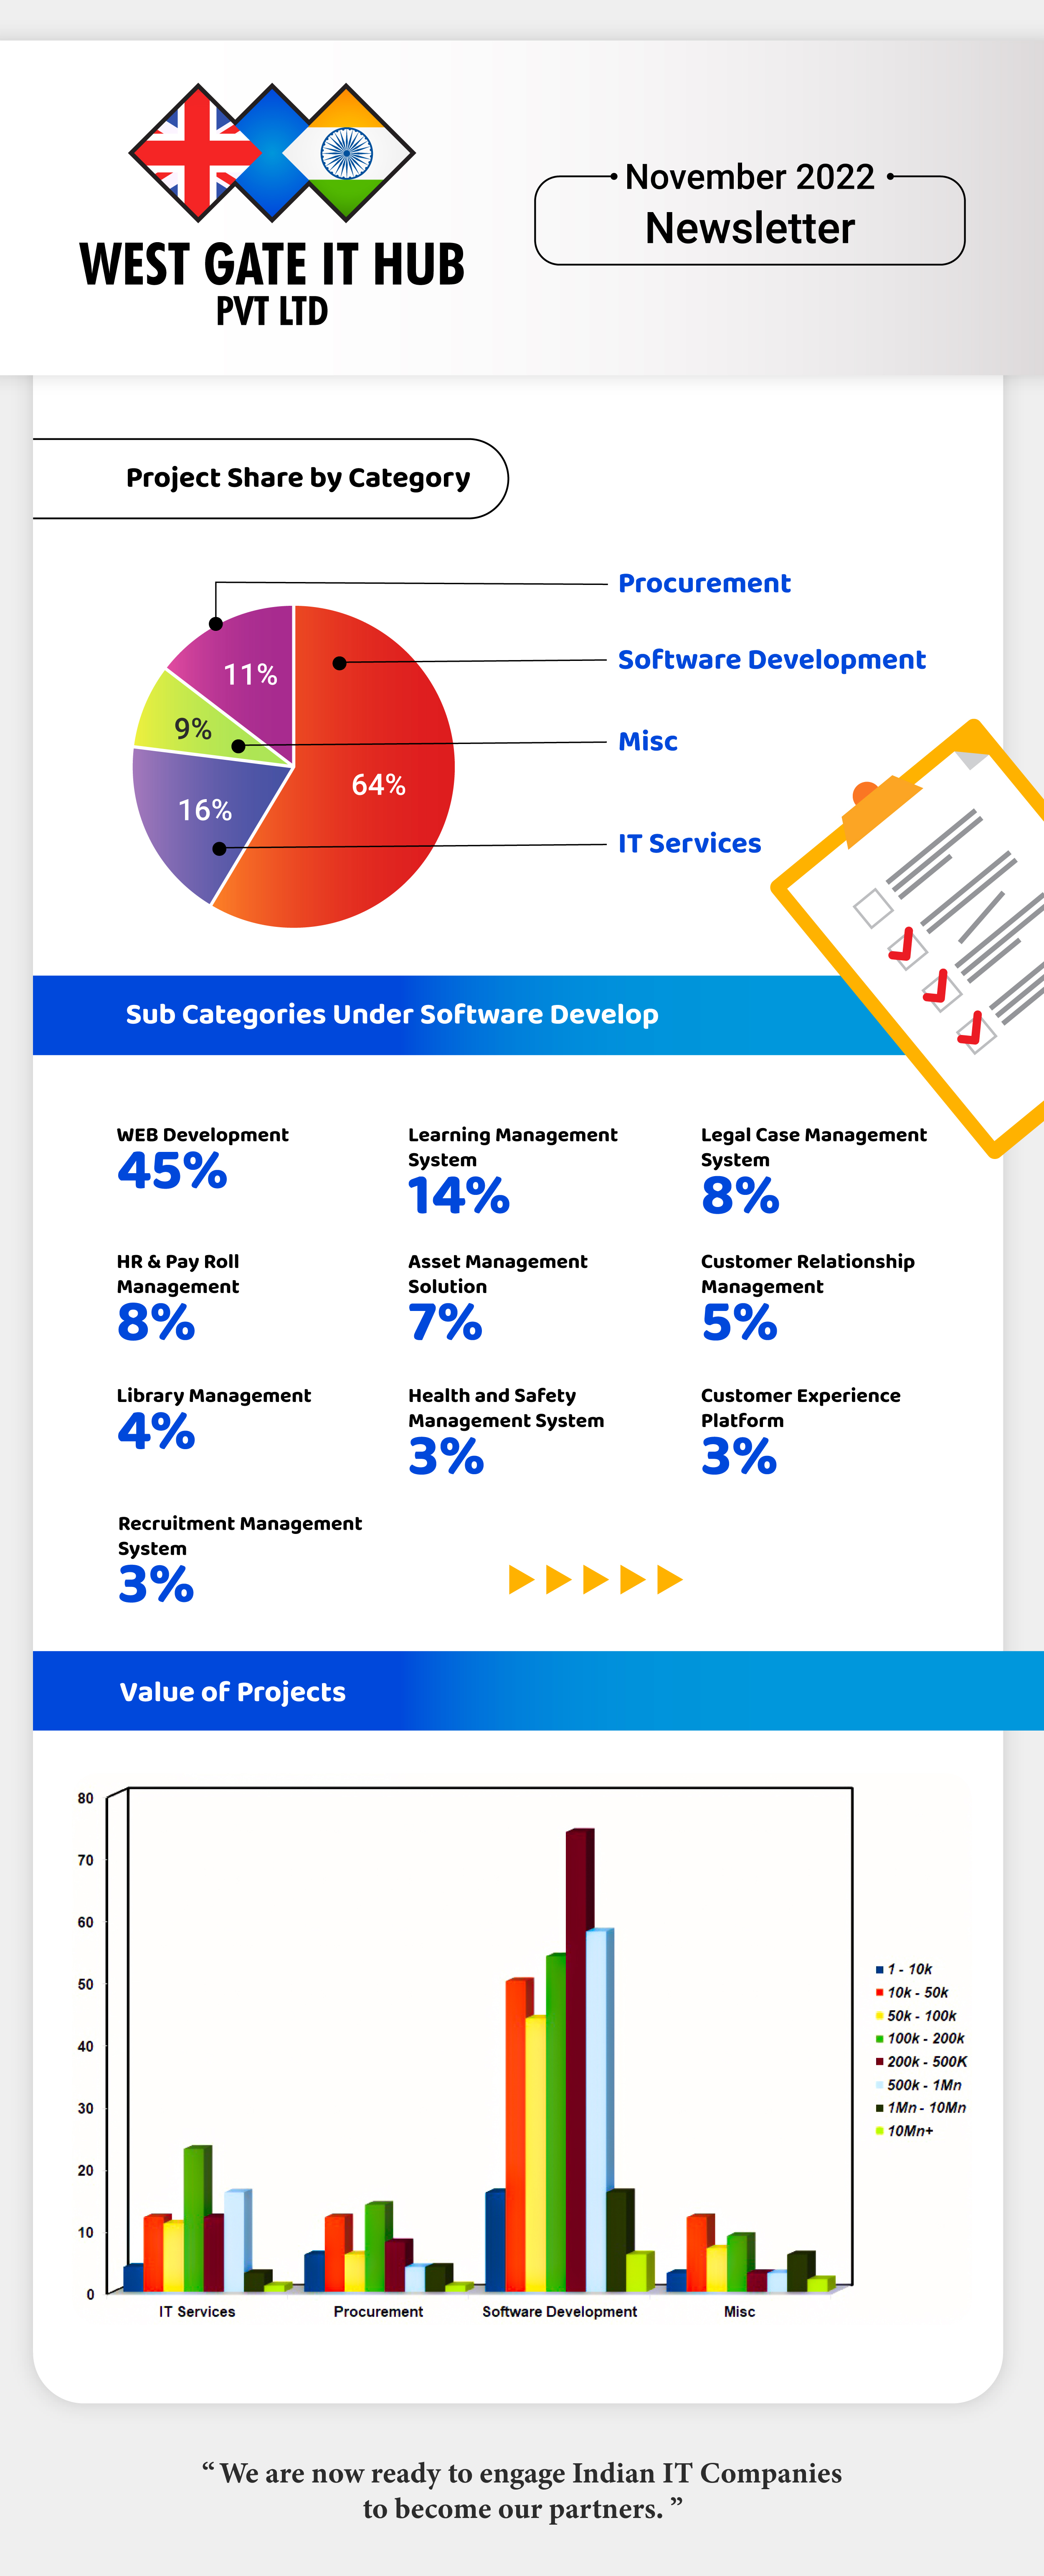 WEST GATE IT HUB
PVT LTD
November 2022
Newsletter
Project Share by Category
Procurement
Software Development
Misc
IT Services
11%
9%
64%
16%
Sub Categories Under Software Develop
WEB Development
45%
Learning Management
System
14%
Legal Case Management
System
8%
HR & Pay Roll
Management
8%
Asset Management
Solution
7%
Customer Relationship
Management
5%
Library Management
4%
Health and Safety
Management System
3%
Customer Experience
Platform
3%
Recruitment Management
System
3%
Value of Projects
80
70
60
50
40
30
20
10
0
IT Services
Procurement
Software Development
Misc
1 - 10k
10k - 50k
50k - 100k
100k - 200k
200k - 500K
500k - 1Mn
1Mn - 10Mn
10Mn+
“ We are now ready to engage Indian IT Companies
to become our partners. ”